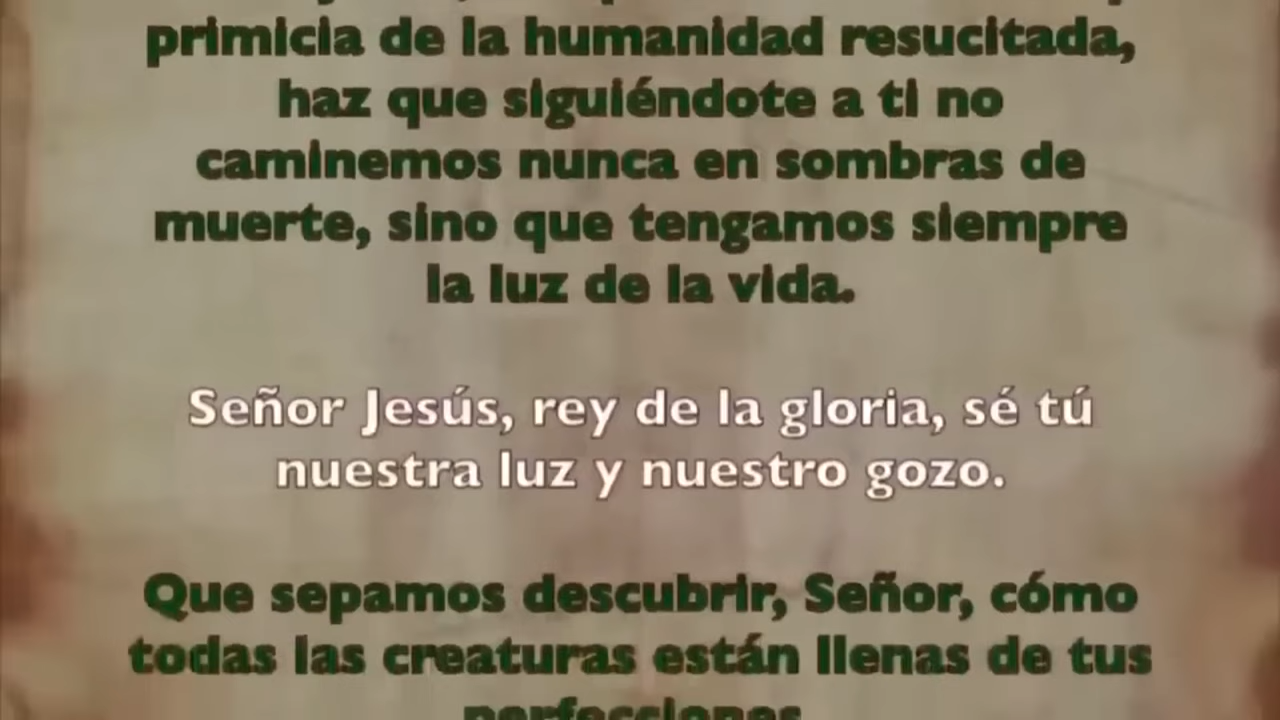 primicia de la humanidad resucitada,
haz que siguiéndote a ti no
caminemos nunca en sombras de
muerte, sino que tengamos siempre
la luz de la vida.
Señor Jesús, rey de la gloria, sé tú
nuestra luz y nuestro gozo.
Que sepamos descubrir, Señor, cómo
todas las creaturas están llenas de tus
perfecciones